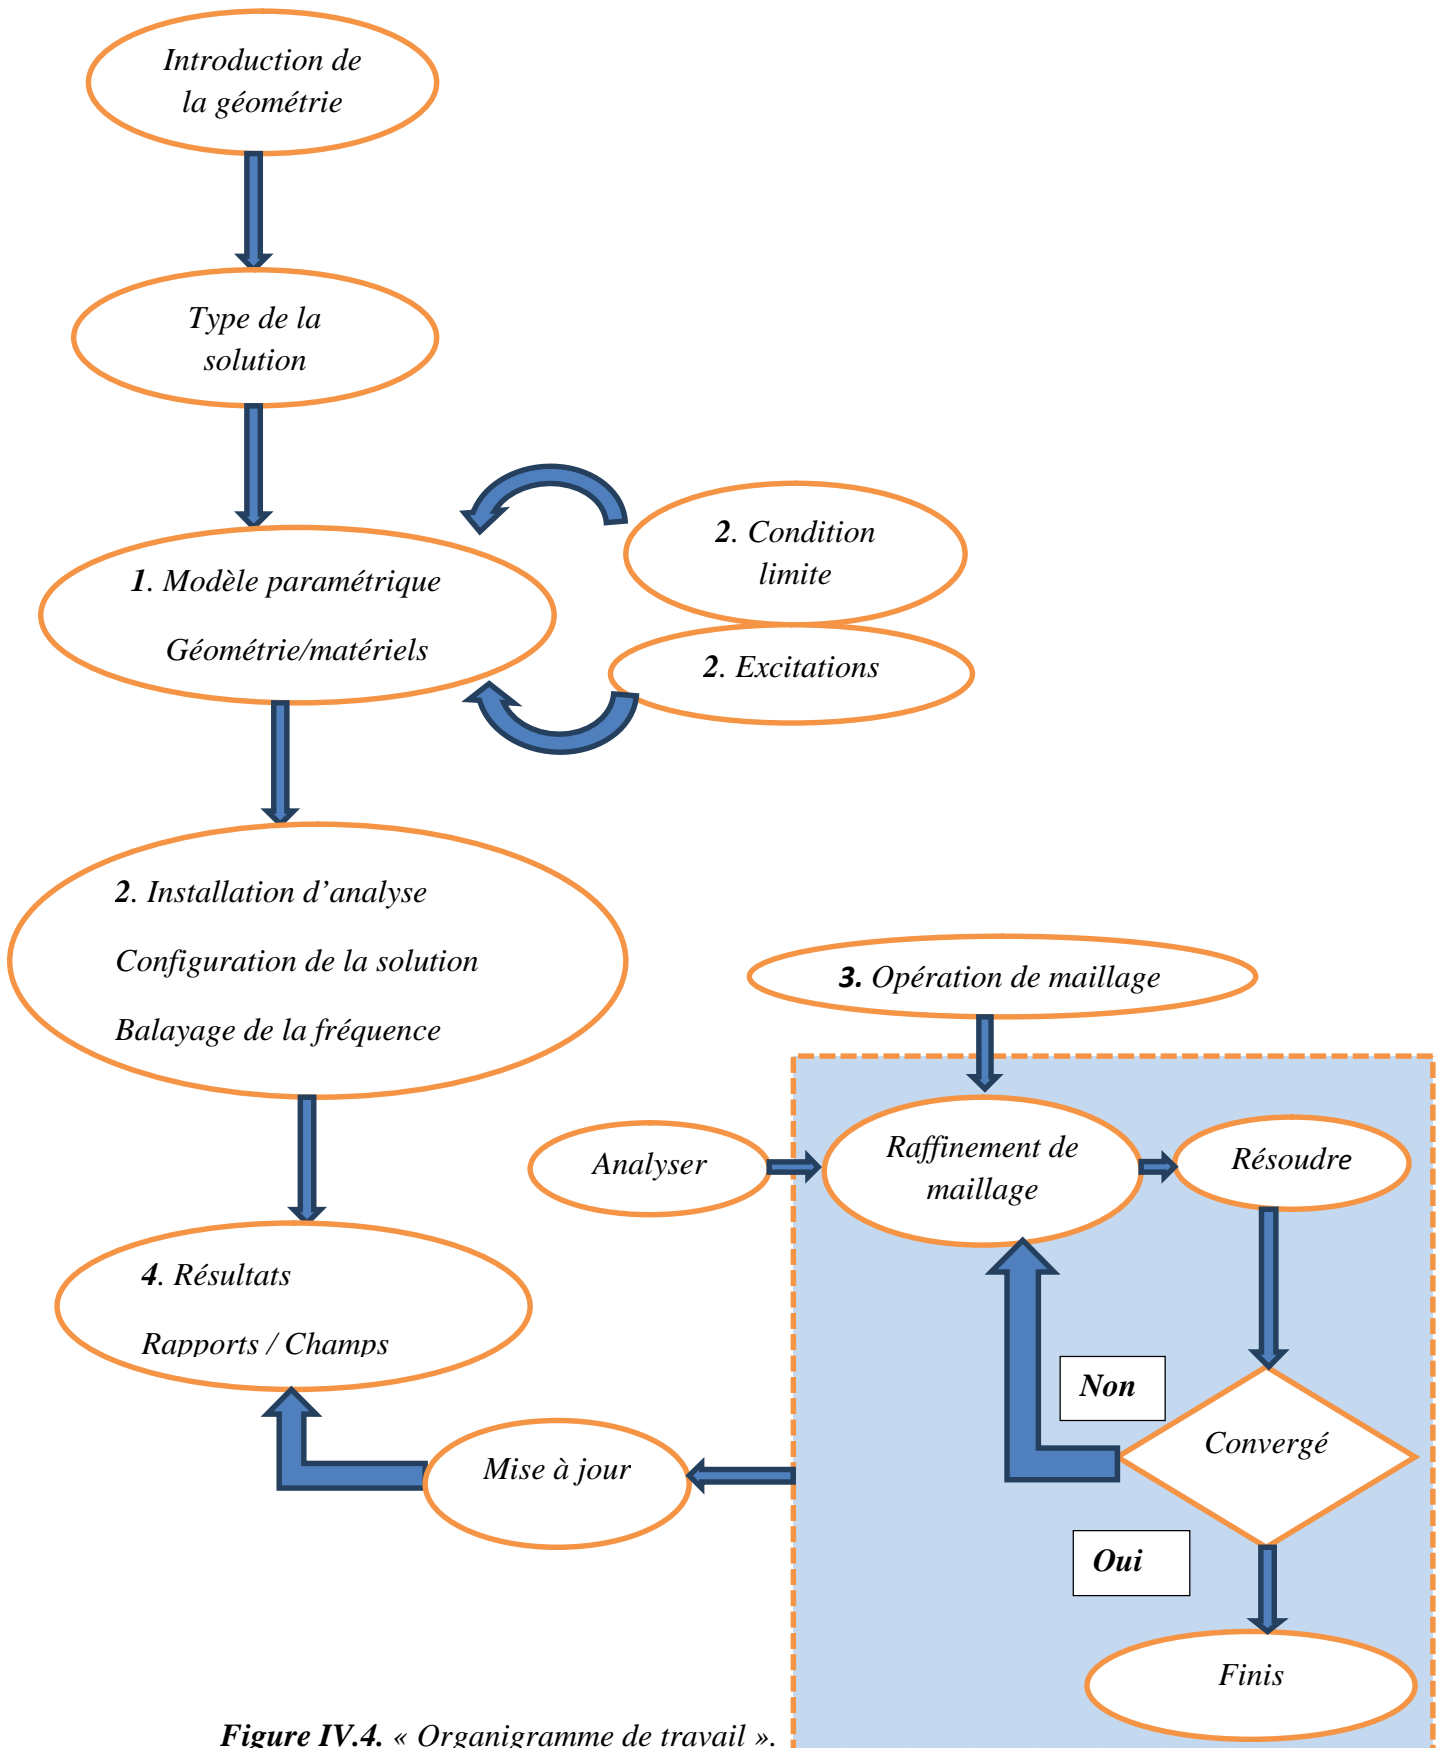 Introduction de
la géométrie
Type de la
solution
2. Condition
limite
1. Modèle paramétrique
Géométrie/matériels
2. Excitations
2. Installation d’analyse
Configuration de la solution
Balayage de la fréquence
3. Opération de maillage
Analyser
Raffinement de
maillage
Résoudre
4. Résultats
Rapports / Champs
Non
Convergé
Mise à jour
Oui
Finis
Figure IV.4. « Organigramme de travail ».